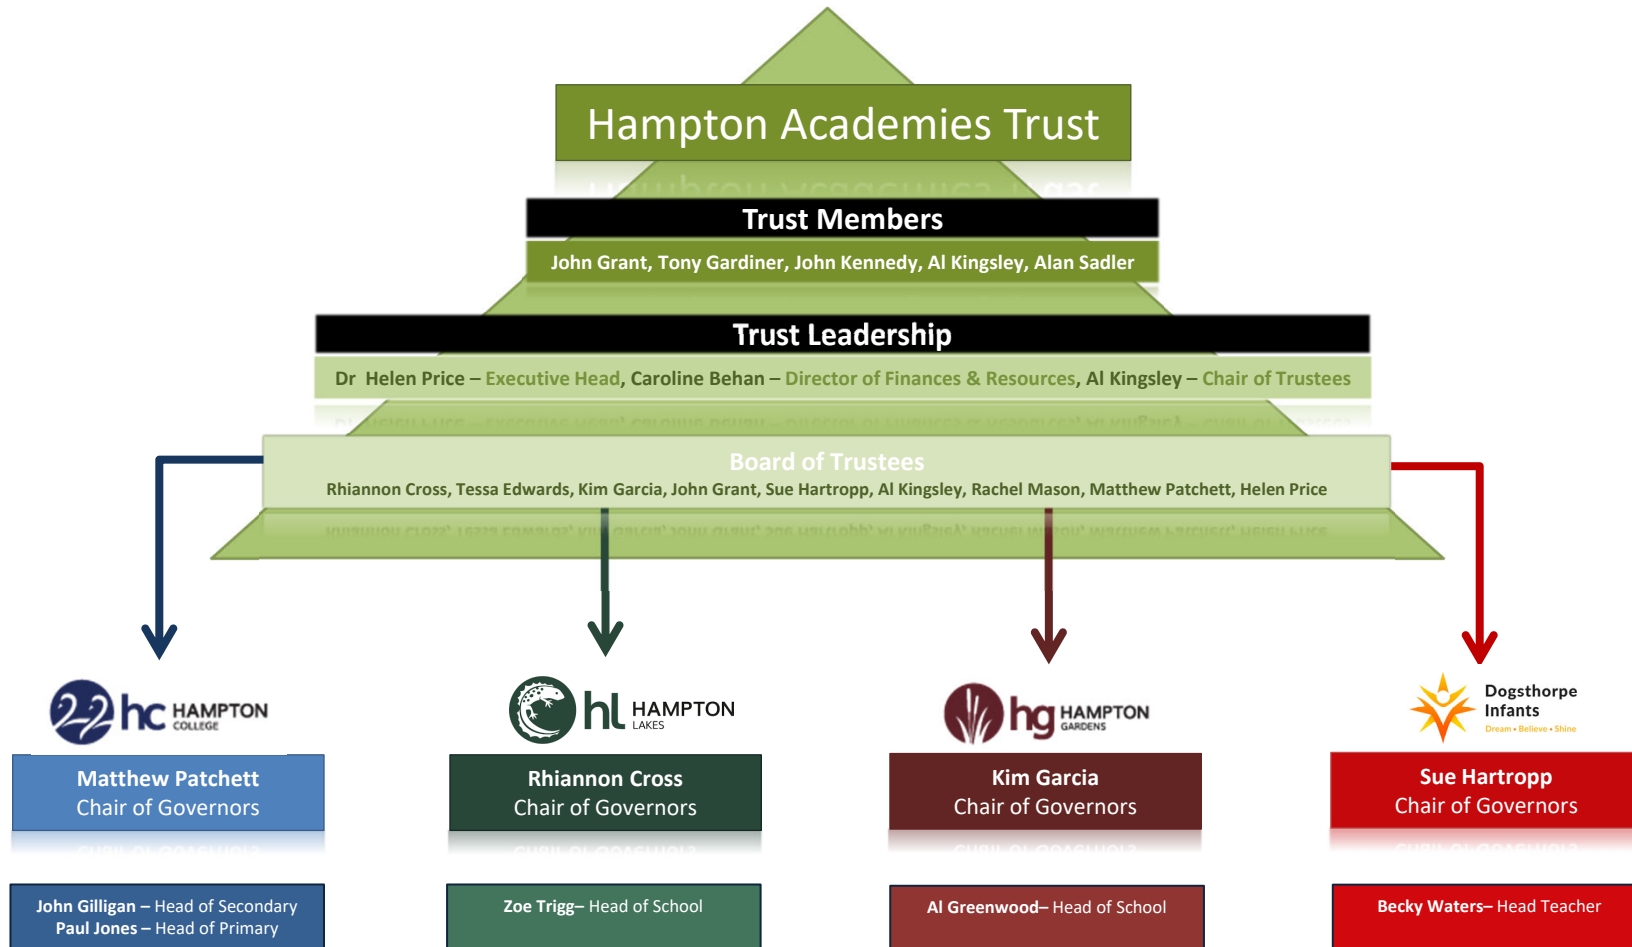 Hampton Academies Trust
Trust Members
John Grant, Tony Gardiner, John Kennedy, Al Kingsley, Alan Sadler
Trust Leadership
Dr Helen Price – Executive Head, Caroline Behan – Director of Finances & Resources, Al Kingsley – Chair of Trustees
Board of Trustees
Rhiannon Cross, Tessa Edwards, Kim Garcia, John Grant, Sue Hartropp, Al Kingsley, Rachel Mason, Matthew Patchett, Helen Price
hc HAMPTON
COLLEGE
Matthew Patchett
Chair of Governors
John Gilligan – Head of Secondary
Paul Jones – Head of Primary
hl HAMPTON
LAKES
Rhiannon Cross
Chair of Governors
Zoe Trigg– Head of School
hg HAMPTON
GARDENS
Kim Garcia
Chair of Governors
Al Greenwood– Head of School
Dogsthorpe
Infants
Dream • Believe • Shine
Sue Hartropp
Chair of Governors
Becky Waters– Head Teacher